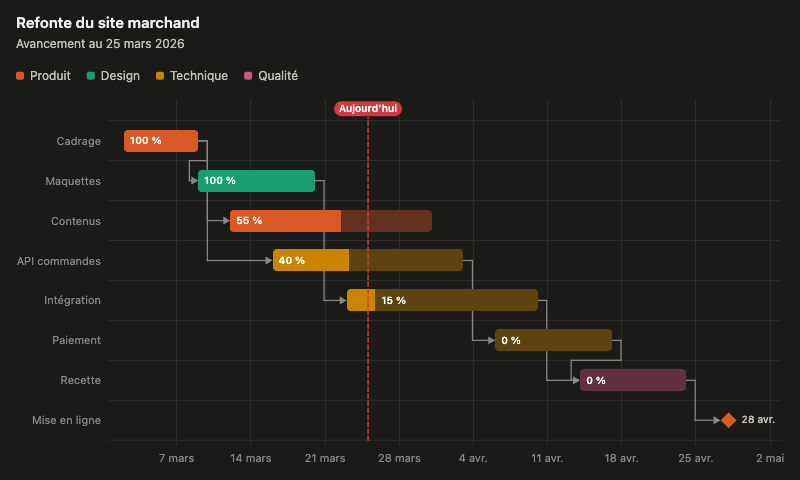 Refonte du site marchand
Avancement au 25 mars 2026
Produit Design Technique Qualité
Aujourd'hui
Cadrage 100 %
Maquettes 100 %
Contenus 55 %
API commandes 40 %
Intégration 15 %
Paiement 0 %
Recette 0 %
Mise en ligne 28 avr.
7 mars 14 mars 21 mars 28 mars 4 avr. 11 avr. 18 avr. 25 avr. 2 mai